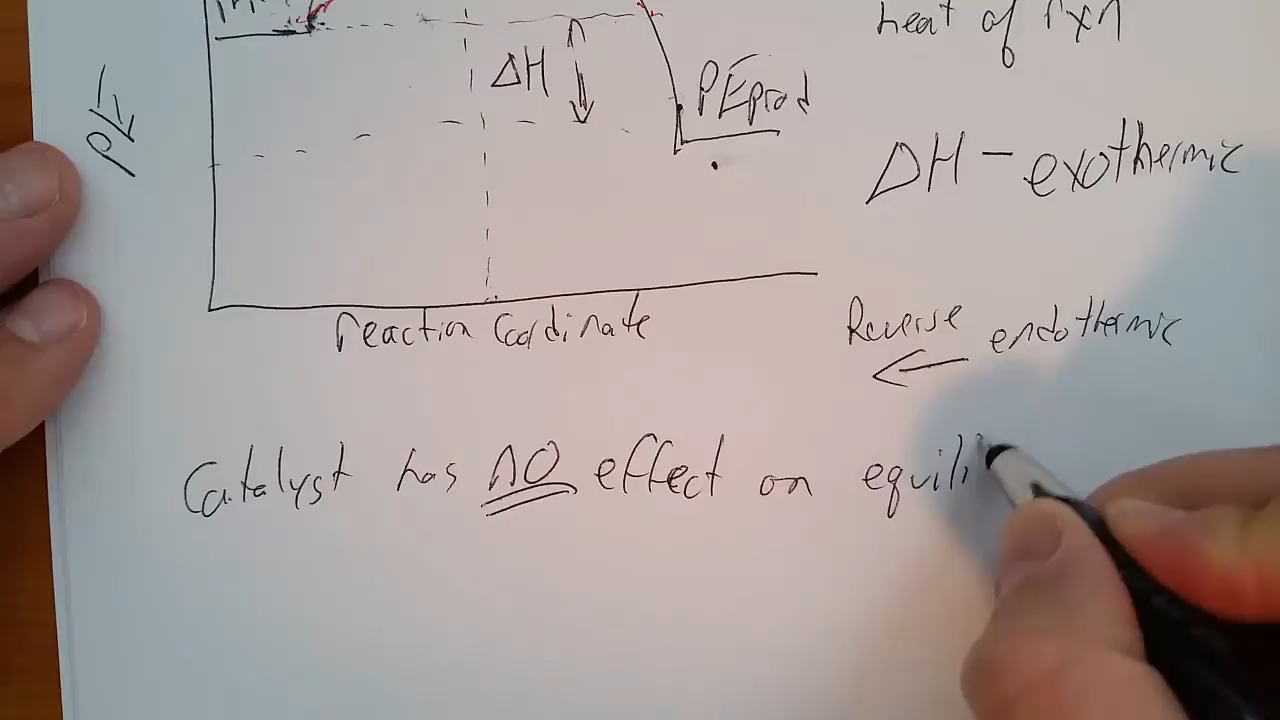 heat of rxn
ΔH
PEprod
PE
ΔH - exothermic
reaction Coordinate
Reverse endothermic
Catalyst has NO effect on equili